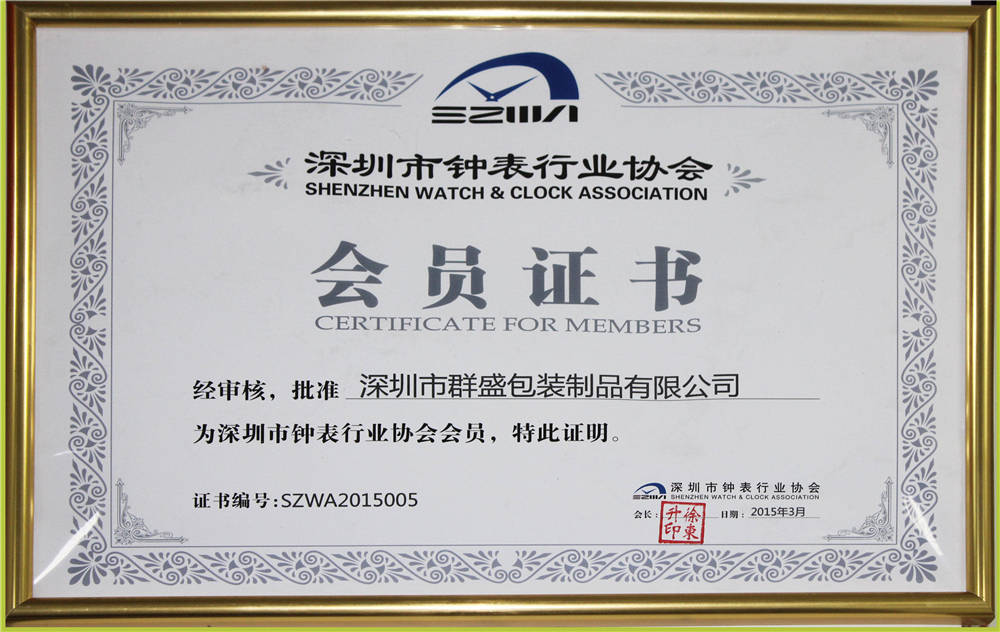 SZWA
深圳市钟表行业协会
SHENZHEN WATCH & CLOCK ASSOCIATION
会员证书
CERTIFICATE FOR MEMBERS
经审核，批准 深圳市群盛包装制品有限公司
为深圳市钟表行业协会会员，特此证明。
证书编号:SZWA2015005
深圳市钟表行业协会
SHENZHEN WATCH & CLOCK ASSOCIATION
会长： 日期： 2015年3月
徐東升印